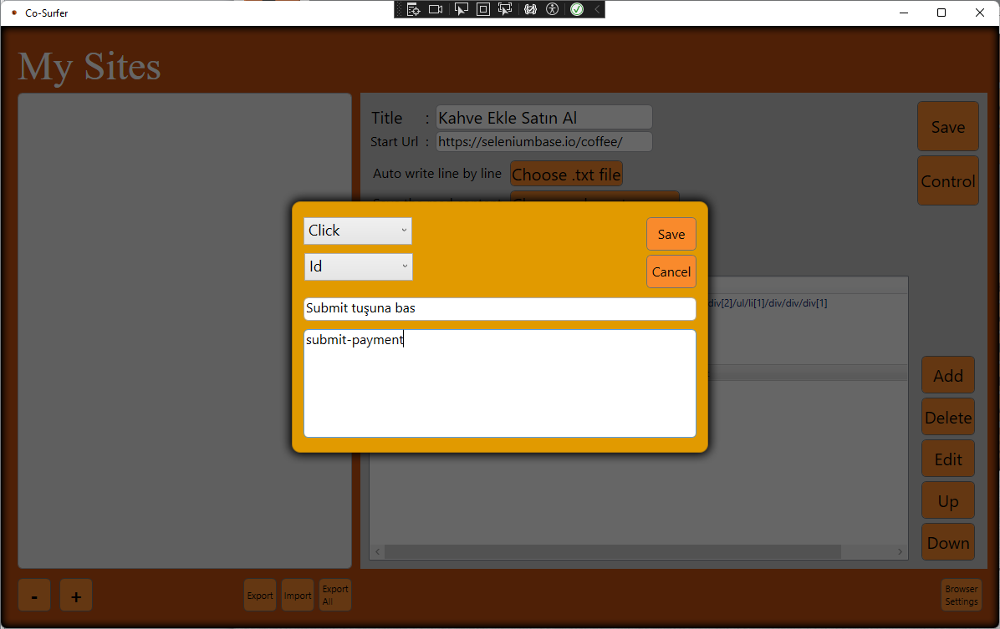 Co-Surfer
My Sites
Title : Kahve Ekle Satın Al
Start Url : https://seleniumbase.io/coffee/
Auto write line by line Choose .txt file
Save
Control
Click
Id
Save
Cancel
Submit tuşuna bas
submit-payment
div[2]/ul/li[1]/div/div/div[1]
Add
Delete
Edit
Up
Down
- +
Export Import Export All
Browser Settings